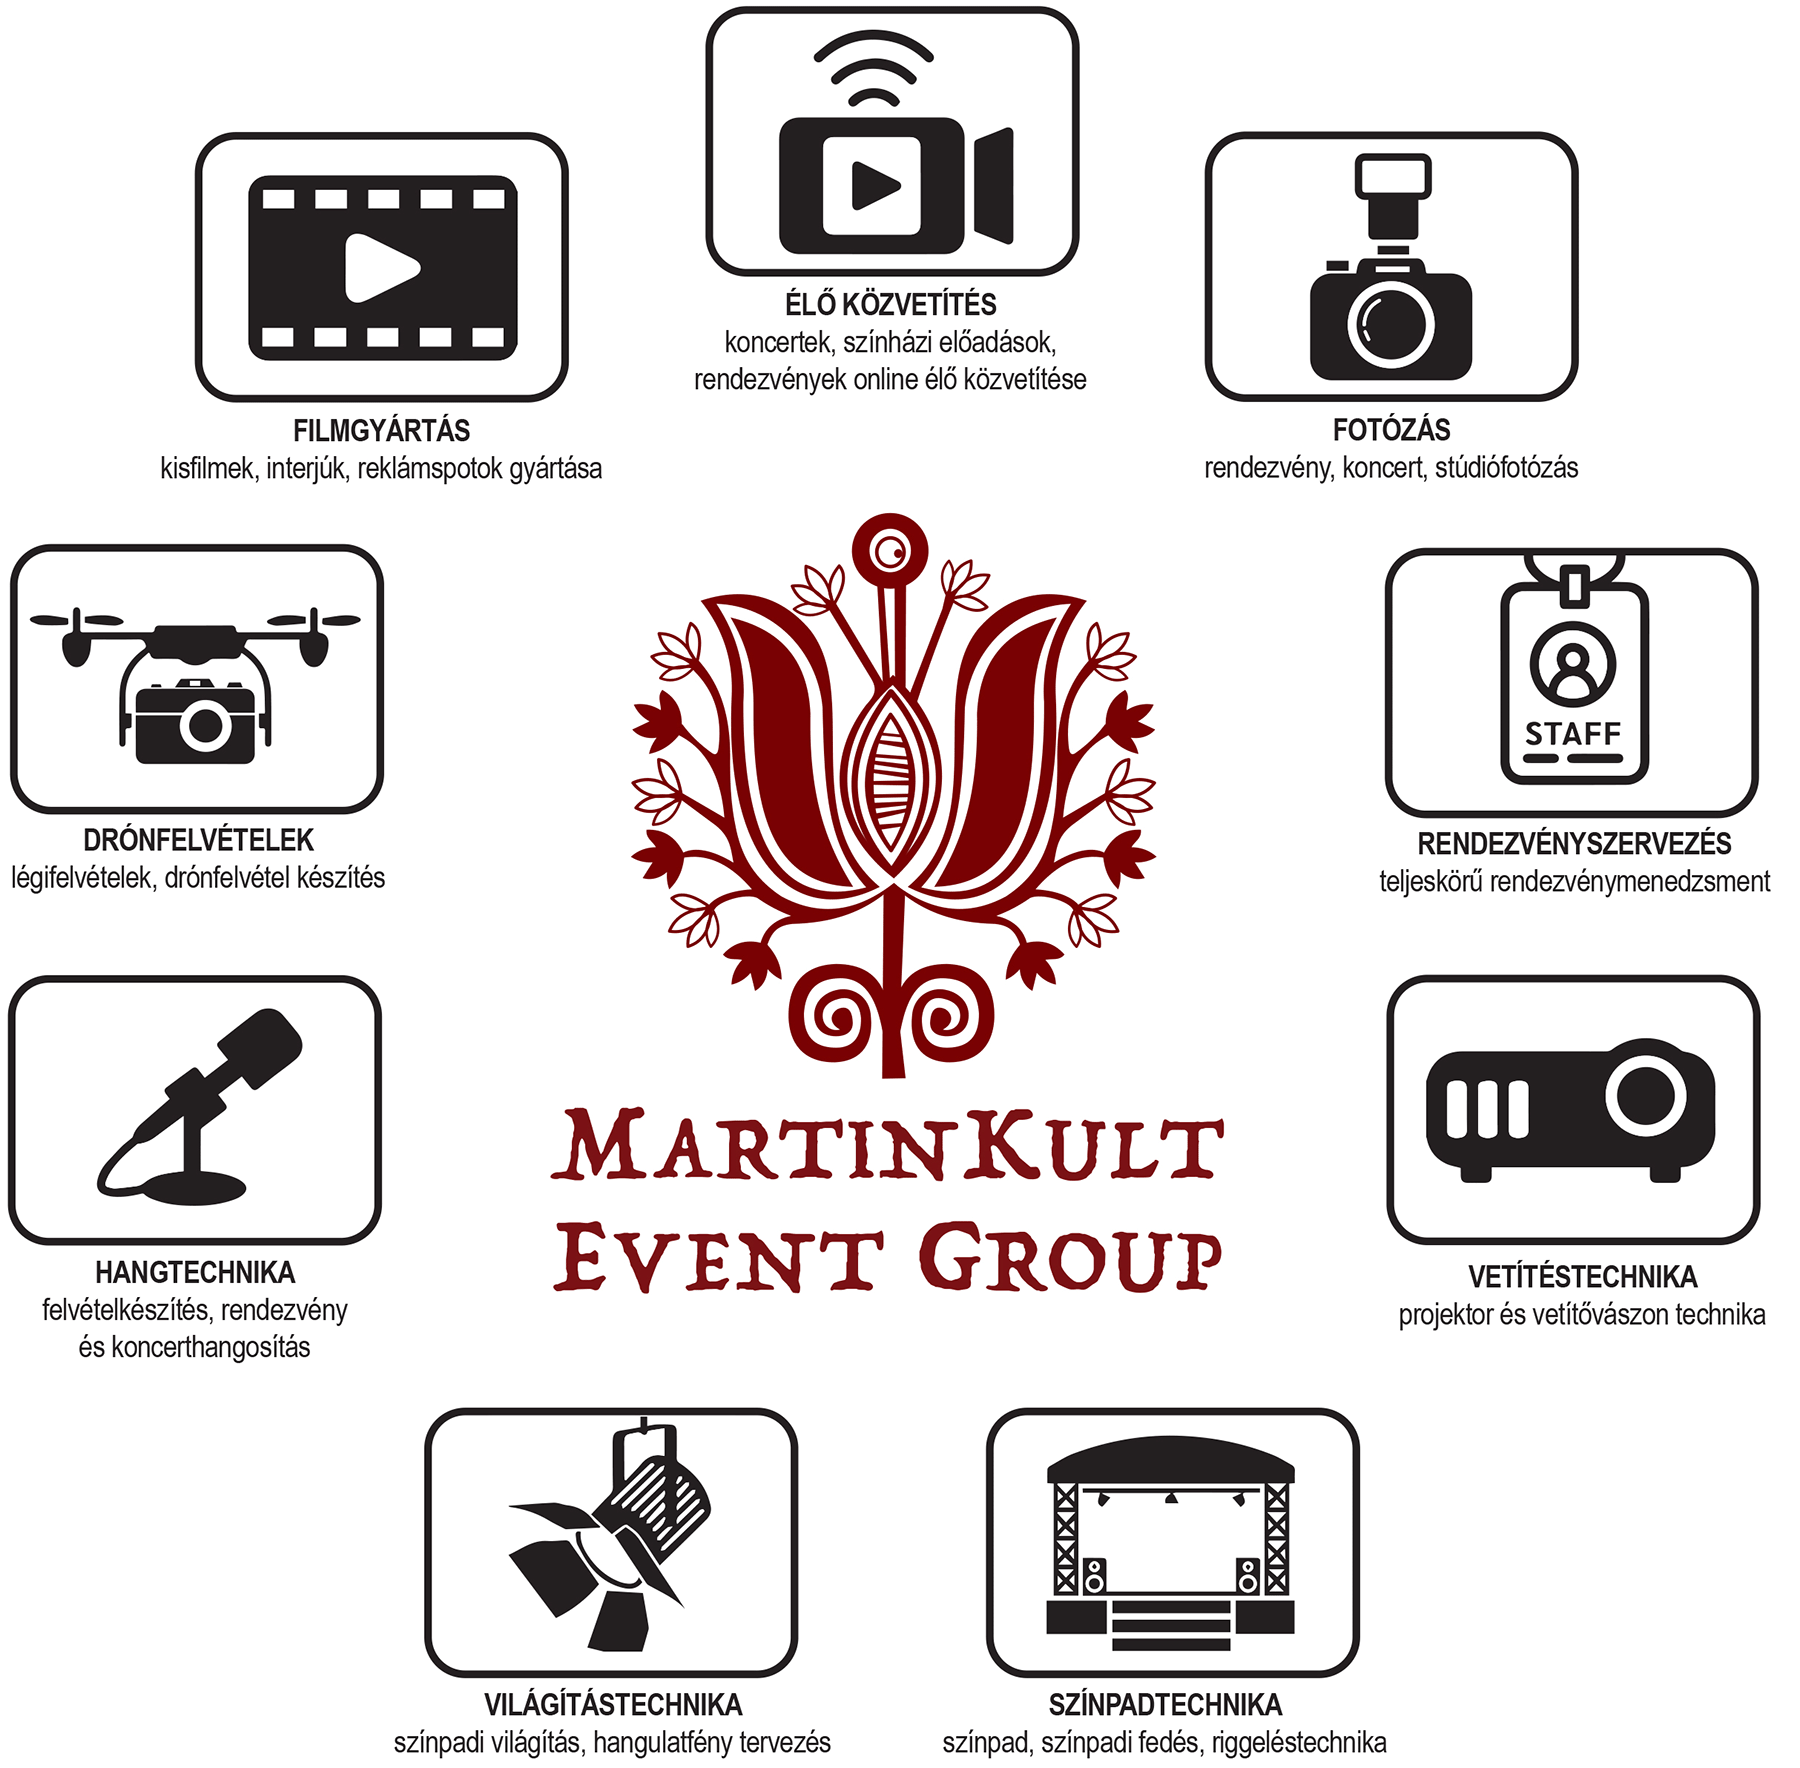 ÉLŐ KÖZVETÍTÉS
koncertek, színházi előadások,
rendezvények online élő közvetítése
FILMGYÁRTÁS
kisfilmek, interjúk, reklámspotok gyártása
FOTÓZÁS
rendezvény, koncert, stúdiófotózás
DRÓNFELVÉTELEK
légifelvételek, drónfelvétel készítés
STAFF
RENDEZVÉNYSZERVEZÉS
teljeskörű rendezvénymenedzsment
MARTINKULT
EVENT GROUP
HANGTECHNIKA
felvételkészítés, rendezvény
és koncerthangosítás
VETÍTÉSTECHNIKA
projektor és vetítővászon technika
VILÁGÍTÁSTECHNIKA
színpadi világítás, hangulatfény tervezés
SZÍNPADTECHNIKA
színpad, színpadi fedés, riggeléstechnika